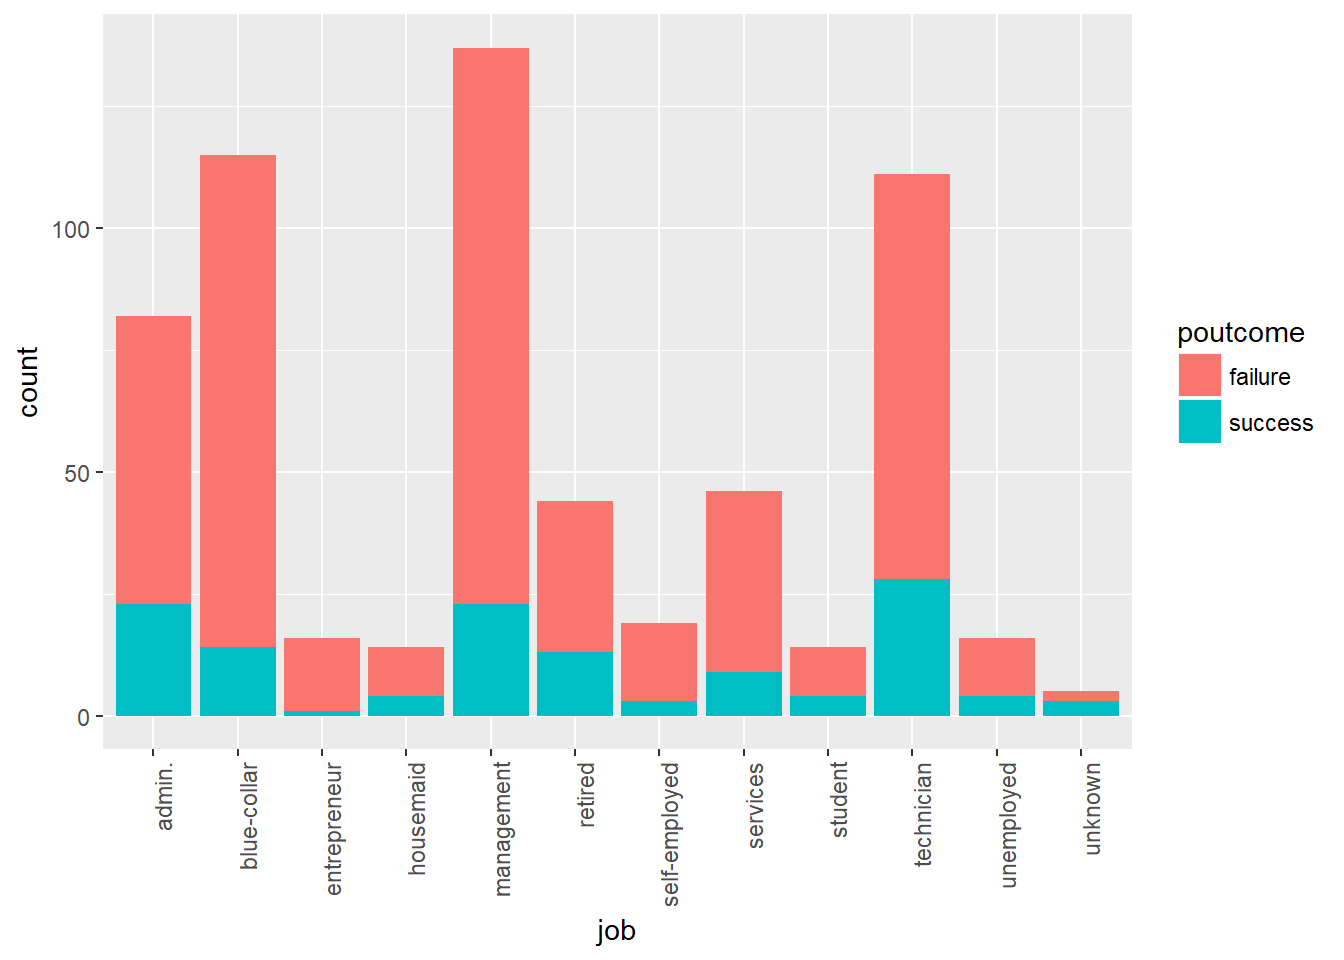 count
100
50
0
admin.
blue-collar
entrepreneur
housemaid
management
retired
self-employed
services
student
technician
unemployed
unknown
job
poutcome
failure
success